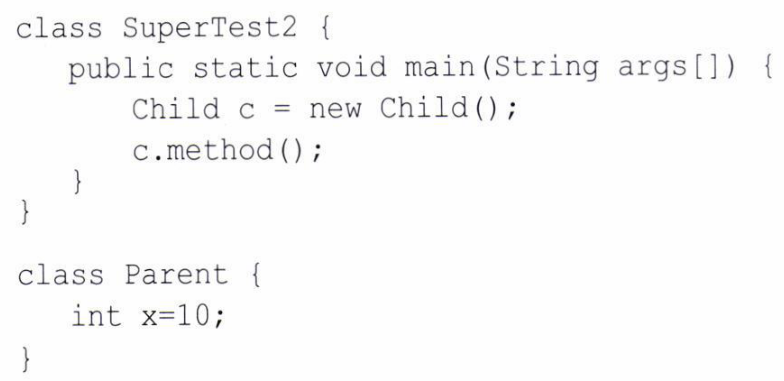 class SuperTest2 {
public static void main(String args[]) {
Child c = new Child();
c.method();
}
}
class Parent {
int x=10;
}